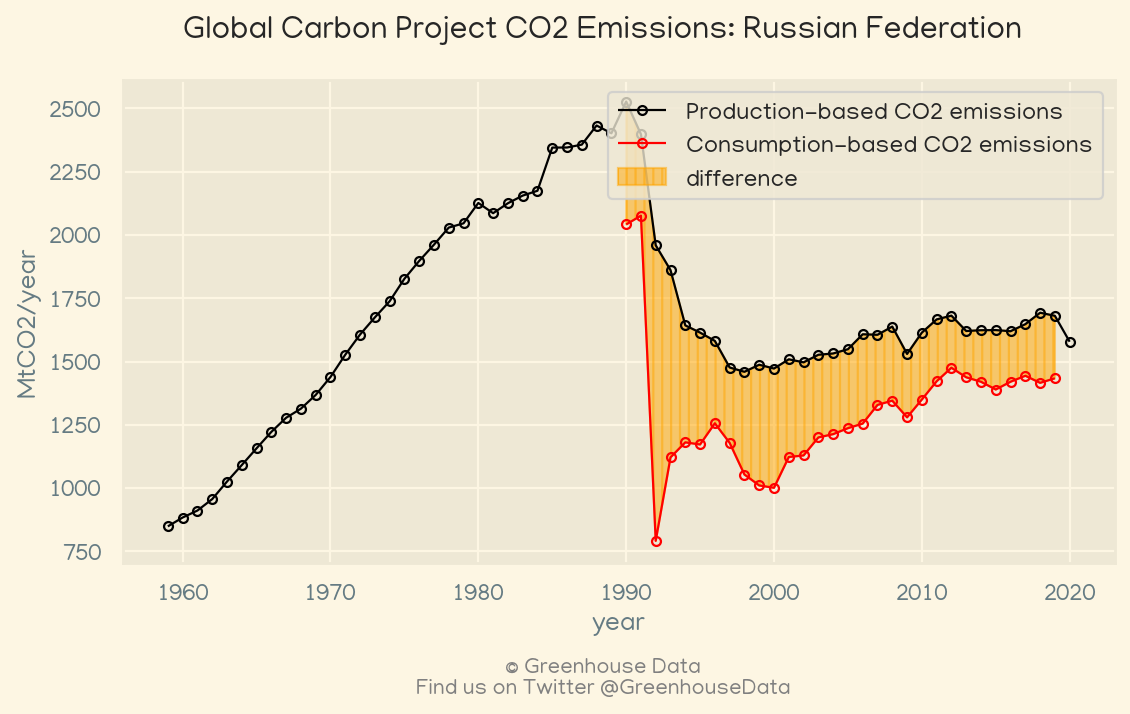 Global Carbon Project CO2 Emissions: Russian Federation
Production-based CO2 emissions
Consumption-based CO2 emissions
difference
2500
2250
2000
1750
1500
1250
1000
750
MtCO2/year
1960 1970 1980 1990 2000 2010 2020
year
© Greenhouse Data
Find us on Twitter @GreenhouseData